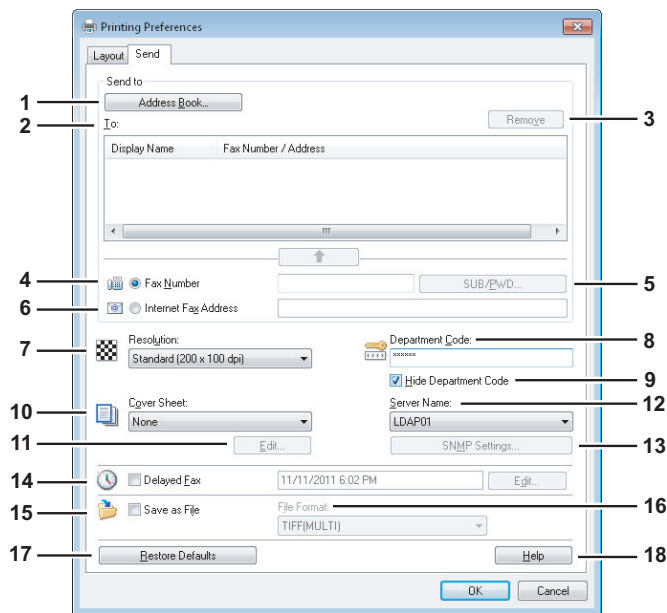 Printing Preferences
Layout Send
Send to
1 Address Book...
2 To: Remove 3
Display Name Fax Number / Address
4 Fax Number SUB/PWD... 5
6 Internet Fax Address
7 Resolution: Department Code: 8
Standard (200 x 100 dpi) xxxxxx
Hide Department Code 9
10 Cover Sheet: Server Name: 12
None LDAP01
11 Edit... SNMP Settings... 13
14 Delayed Fax 11/11/2011 6:02 PM Edit...
15 Save as File File Format: 16
TIFF(MULTI)
17 Restore Defaults Help 18
OK Cancel